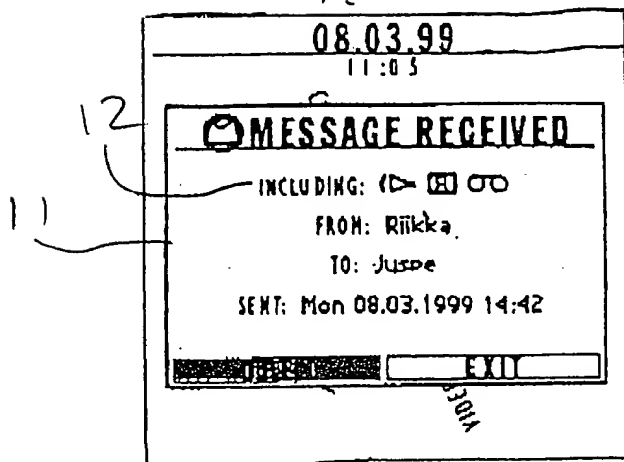 08.03.99
11:05
12
MESSAGE RECEIVED
INCLUDING:
11
FROM: Riikka
TO: Juspe
SENT: Mon 08.03.1999 14:42
EXIT
VIDEO